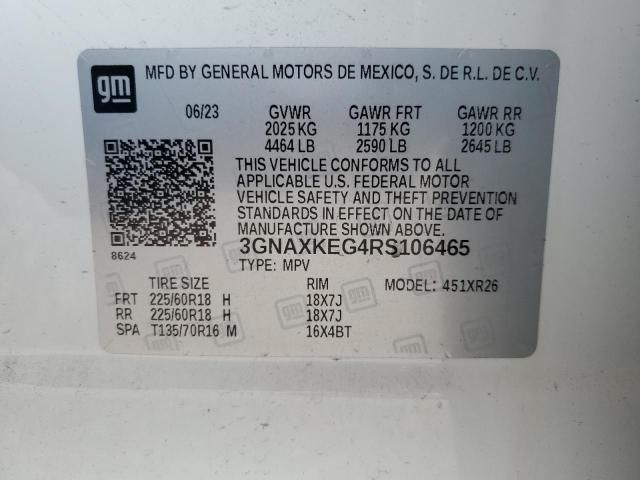 gm MFD BY GENERAL MOTORS DE MEXICO, S. DE R.L. DE C.V.
06/23 GVWR GAWR FRT GAWR RR
2025 KG 1175 KG 1200 KG
4464 LB 2590 LB 2645 LB
THIS VEHICLE CONFORMS TO ALL
APPLICABLE U.S. FEDERAL MOTOR
VEHICLE SAFETY AND THEFT PREVENTION
STANDARDS IN EFFECT ON THE DATE OF
MANUFACTURE SHOWN ABOVE.
3GNAXKEG4RS106465
8624 TYPE: MPV
TIRE SIZE RIM MODEL: 451XR26
FRT 225/60R18 H 18X7J
RR 225/60R18 H 18X7J
SPA T135/70R16 M 16X4BT